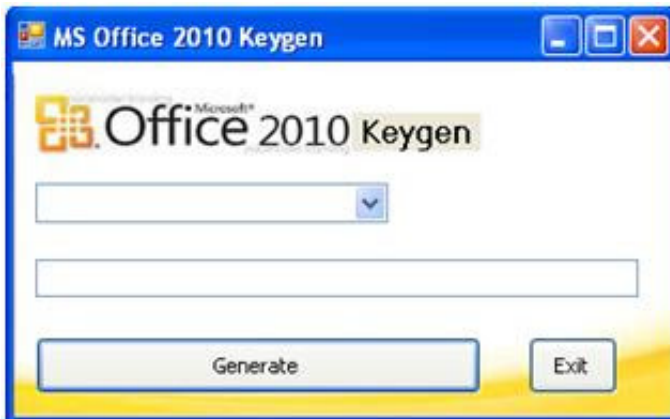 MS Office 2010 Keygen
Microsoft®
Office 2010 Keygen
Generate
Exit